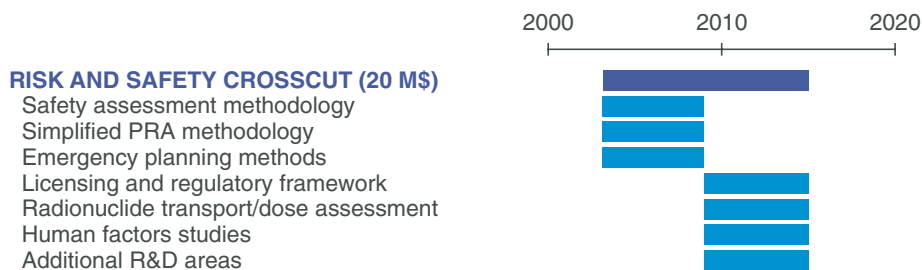 2000 2010 2020
RISK AND SAFETY CROSSCUT (20 M$)
Safety assessment methodology
Simplified PRA methodology
Emergency planning methods
Licensing and regulatory framework
Radionuclide transport/dose assessment
Human factors studies
Additional R&D areas